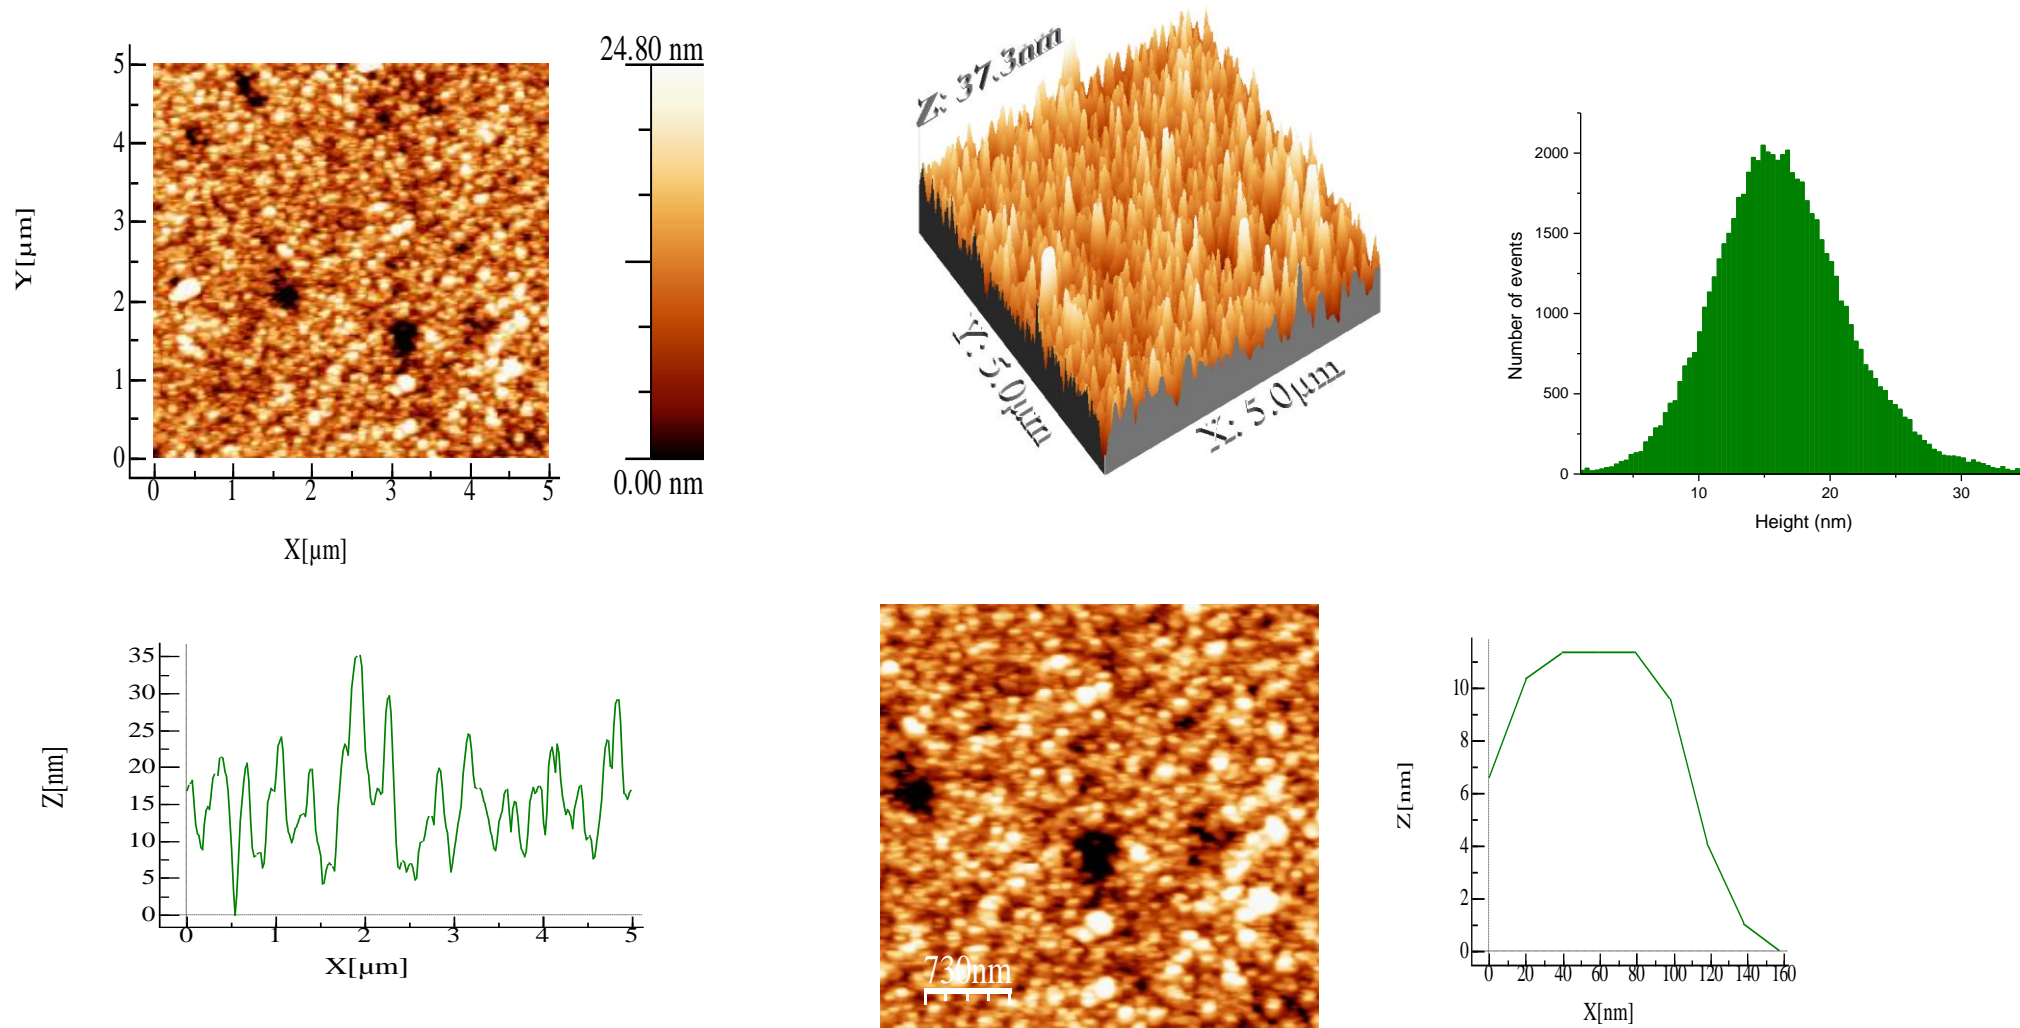 24.80 nm
5
4
3
2
1
0
Y[µm]
0 1 2 3 4 5
X[µm]
0.00 nm
Z: 37.3nm
Y: 5.0µm
X: 5.0µm
2000
1500
1000
500
0
Number of events
10 20 30
Height (nm)
35
30
25
20
15
10
5
0
Z[nm]
0 1 2 3 4 5
X[µm]
730nm
10
8
6
4
2
0
Z[nm]
0 20 40 60 80 100 120 140 160
X[nm]